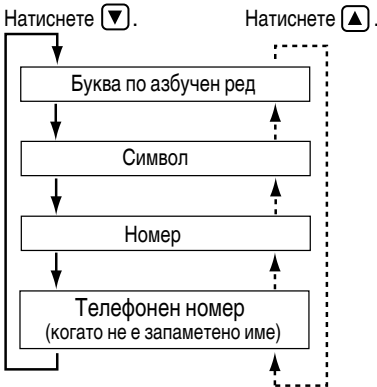 Натиснете ▼. Натиснете ▲.
Буква по азбучен ред
Символ
Номер
Телефонен номер
(когато не е запаметено име)